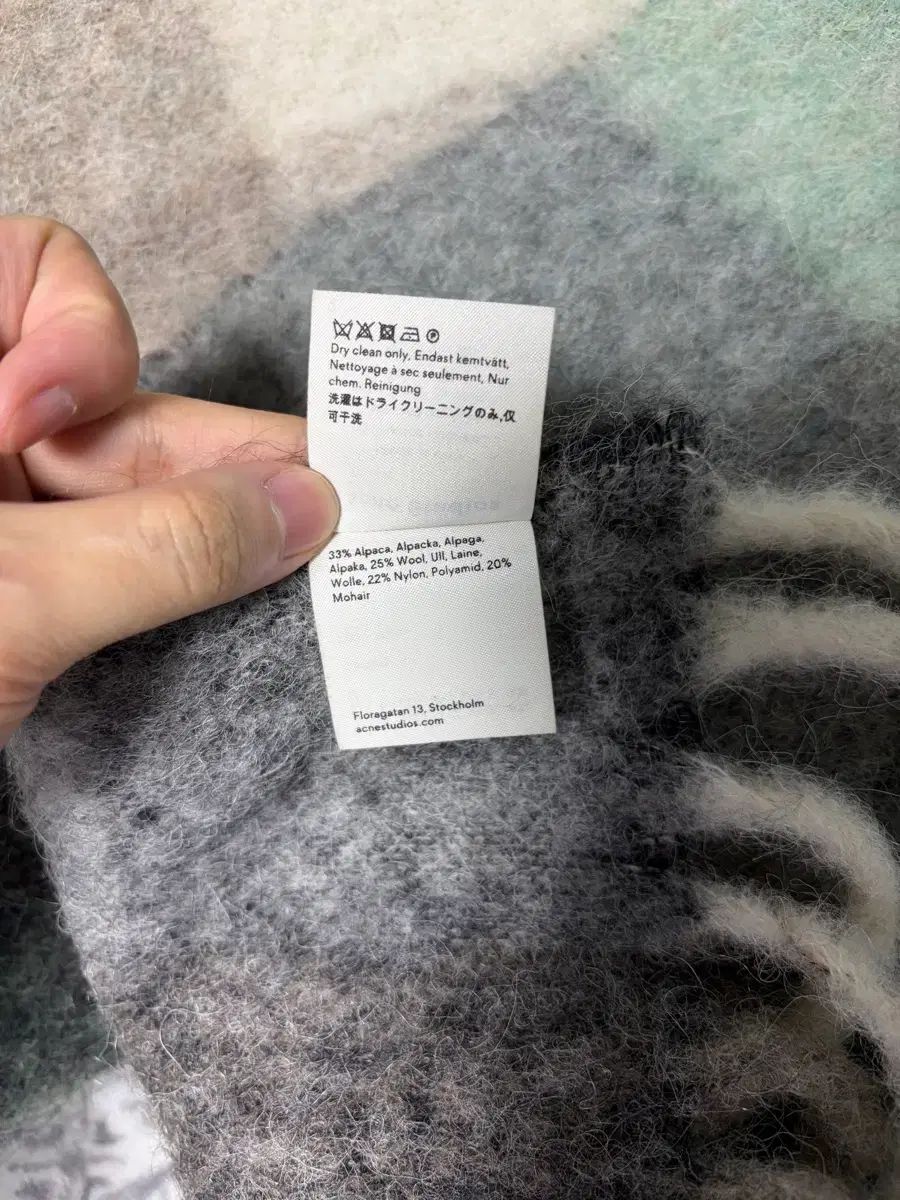 Dry clean only, Endast kemtvätt,
Nettoyage à sec seulement, Nur
chem. Reinigung
洗濯はドライクリーニングのみ,仅
可干洗
33% Alpaca, Alpacka, Alpaga,
Alpaka, 25% Wool, Ull, Laine,
Wolle, 22% Nylon, Polyamid, 20%
Mohair
Floragatan 13, Stockholm
acnestudios.com